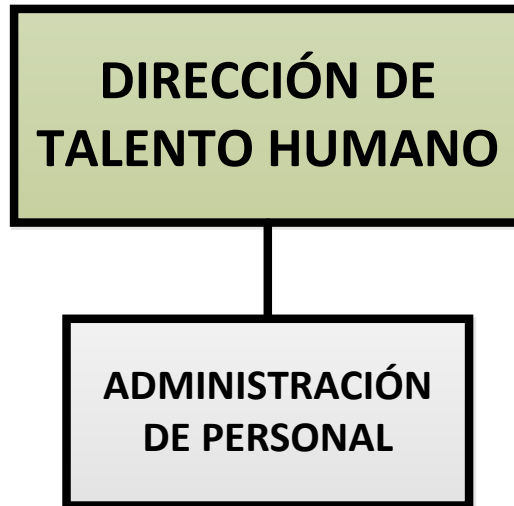 DIRECCIÓN DE
TALENTO HUMANO
ADMINISTRACIÓN
DE PERSONAL